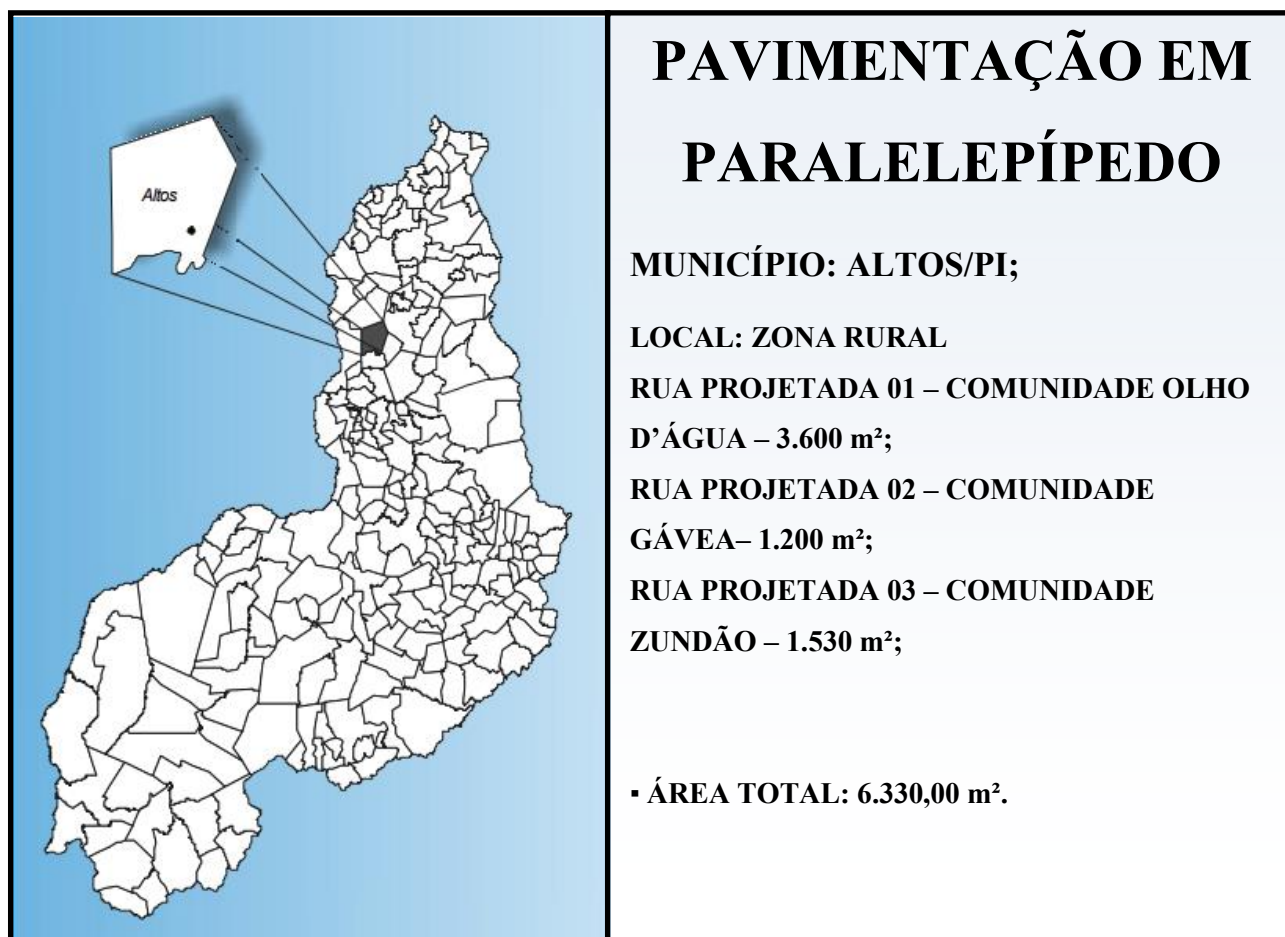 Altos
PAVIMENTAÇÃO EM
PARALELEPÍPEDO
MUNICÍPIO: ALTOS/PI;
LOCAL: ZONA RURAL
RUA PROJETADA 01 – COMUNIDADE OLHO
D’ÁGUA – 3.600 m²;
RUA PROJETADA 02 – COMUNIDADE
GÁVEA– 1.200 m²;
RUA PROJETADA 03 – COMUNIDADE
ZUNDÃO – 1.530 m²;
▪ ÁREA TOTAL: 6.330,00 m².